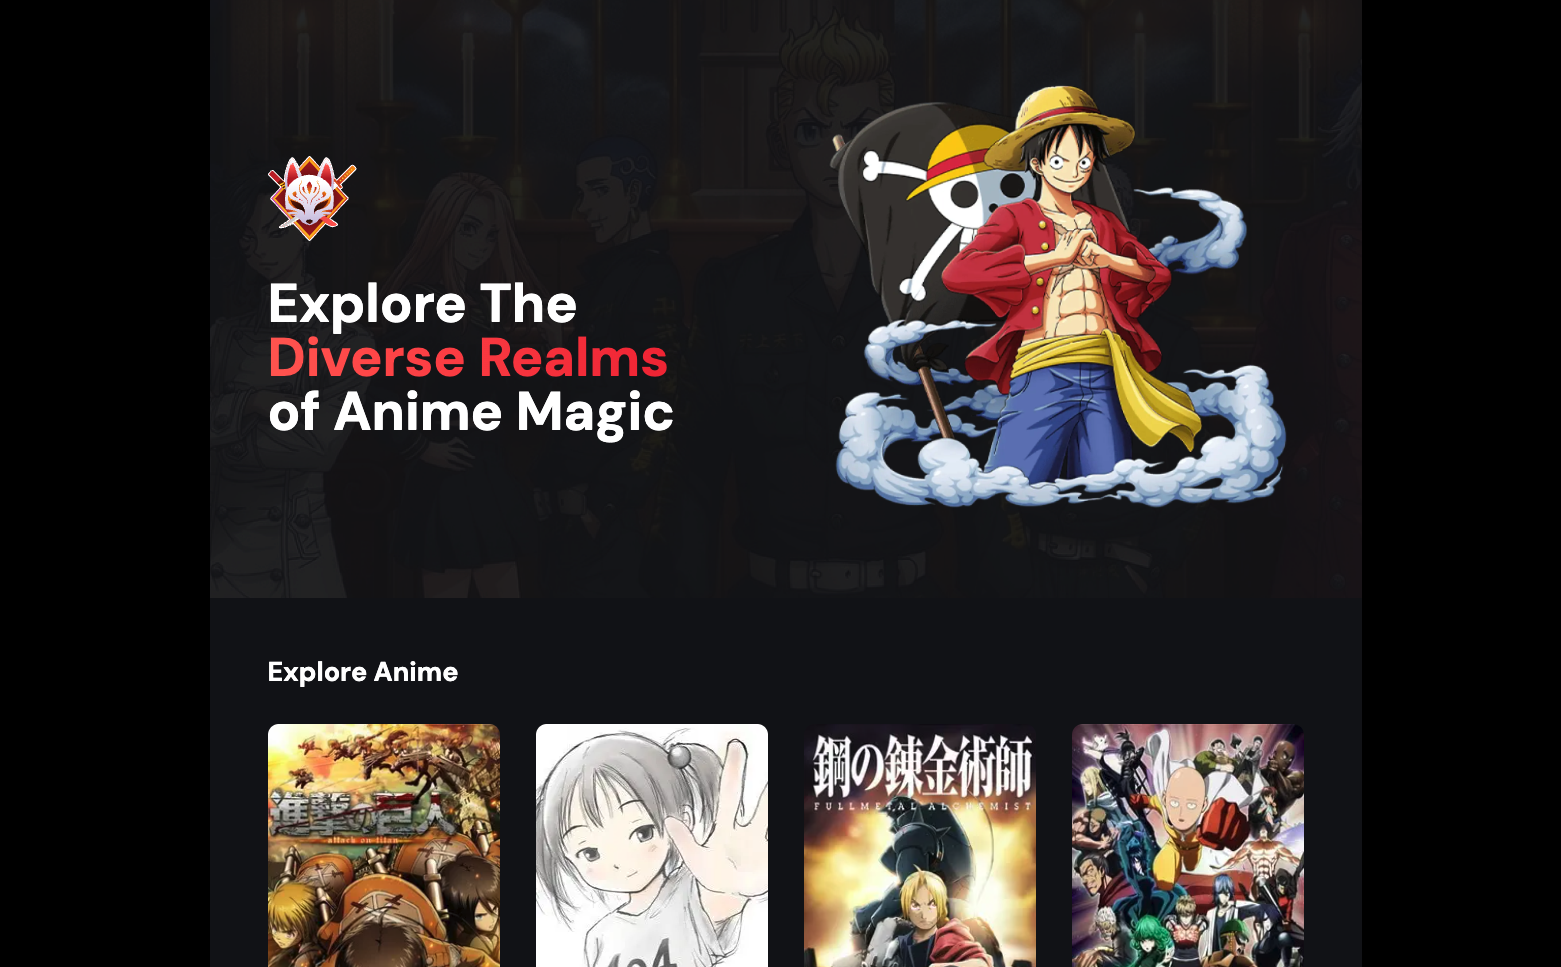 Explore The
Diverse Realms
of Anime Magic
Explore Anime
進撃の巨人
attack on titan
404
鋼の錬金術師
FULLMETAL ALCHEMIST